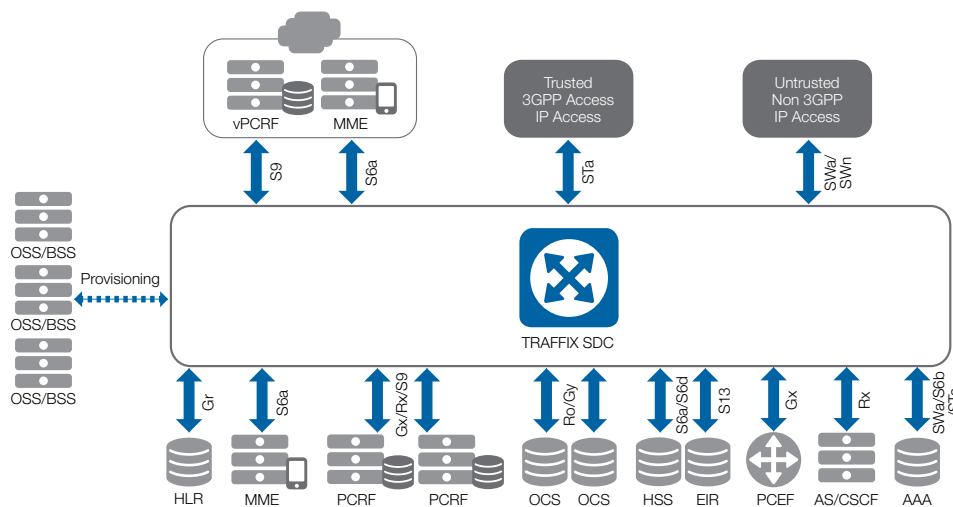 vPCRF
MME
Trusted
3GPP Access
IP Access
Untrusted
Non 3GPP
IP Access
S9
S6a
STa
SWa/
SWn
OSS/BSS
OSS/BSS
OSS/BSS
Provisioning
TRAFFIX SDC
Gr
S6a
Gx/Rx/S9
Ro/Gy
S6a/S6d
S13
Gx
Rx
SWa/S6b
HLR
MME
PCRF
PCRF
OCS
OCS
HSS
EIR
PCEF
AS/CSCF
AAA